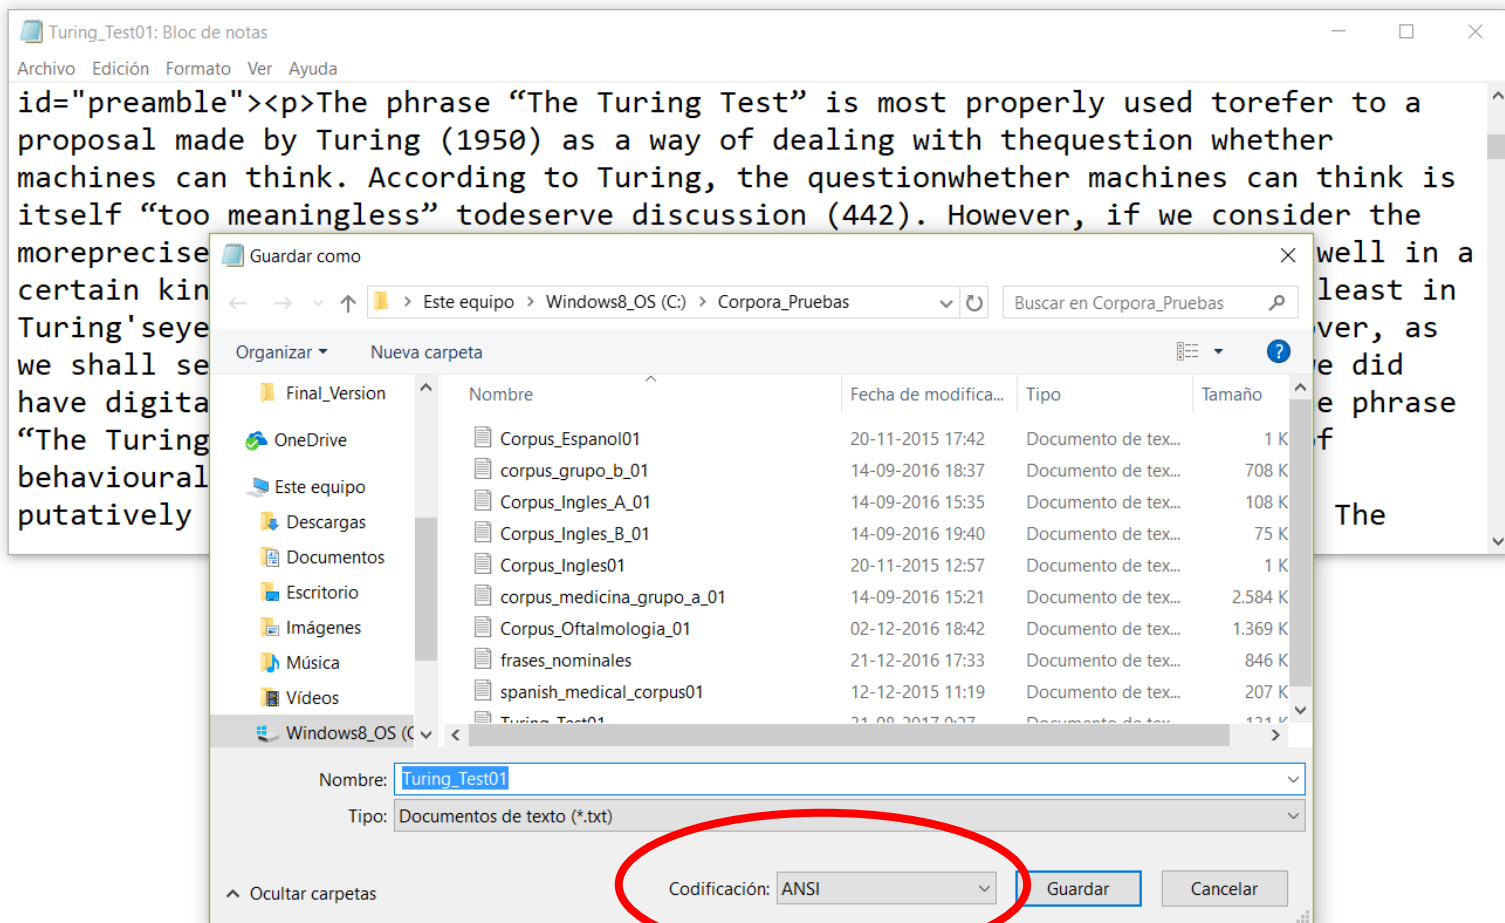 Turing_Test01: Bloc de notas
Archivo Edición Formato Ver Ayuda
id="preamble"><p>The phrase “The Turing Test” is most properly used torefer to a
proposal made by Turing (1950) as a way of dealing with thequestion whether
machines can think. According to Turing, the questionwhether machines can think is
itself “too meaningless” todeserve discussion (442). However, if we consider the
moreprecise well in a
certain kin least in
Turing'seye ver, as
we shall se e did
have digita e phrase
“The Turing f
behavioural
putatively The
Guardar como
Este equipo > Windows8_OS (C:) > Corpora_Pruebas
Buscar en Corpora_Pruebas
Organizar Nueva carpeta
Final_Version
OneDrive
Este equipo
Descargas
Documentos
Escritorio
Imágenes
Música
Vídeos
Windows8_OS (C
Nombre Fecha de modifica... Tipo Tamaño
Corpus_Espanol01 20-11-2015 17:42 Documento de tex... 1 K
corpus_grupo_b_01 14-09-2016 18:37 Documento de tex... 708 K
Corpus_Ingles_A_01 14-09-2016 15:35 Documento de tex... 108 K
Corpus_Ingles_B_01 14-09-2016 19:40 Documento de tex... 75 K
Corpus_Ingles01 20-11-2015 12:57 Documento de tex... 1 K
corpus_medicina_grupo_a_01 14-09-2016 15:21 Documento de tex... 2.584 K
Corpus_Oftalmologia_01 02-12-2016 18:42 Documento de tex... 1.369 K
frases_nominales 21-12-2016 17:33 Documento de tex... 846 K
spanish_medical_corpus01 12-12-2015 11:19 Documento de tex... 207 K
Turing_Test01 Documento de tex...
Nombre: Turing_Test01
Tipo: Documentos de texto (*.txt)
Ocultar carpetas
Codificación: ANSI
Guardar Cancelar